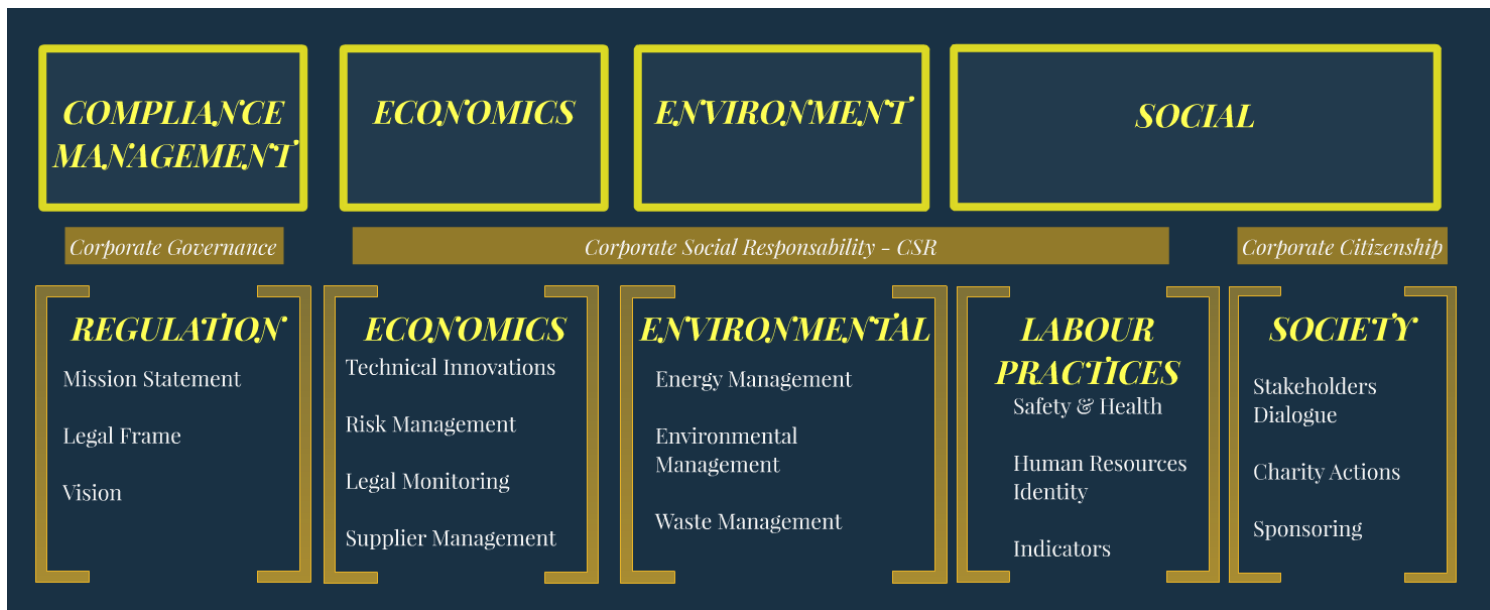 COMPLIANCE
MANAGEMENT
ECONOMICS
ENVIRONMENT
SOCIAL
Corporate Governance
Corporate Social Responsability - CSR
Corporate Citizenship
REGULATION
Mission Statement
Legal Frame
Vision
ECONOMICS
Technical Innovations
Risk Management
Legal Monitoring
Supplier Management
ENVIRONMENTAL
Energy Management
Environmental
Management
Waste Management
LABOUR
PRACTICES
Safety & Health
Human Resources
Identity
Indicators
SOCIETY
Stakeholders
Dialogue
Charity Actions
Sponsoring